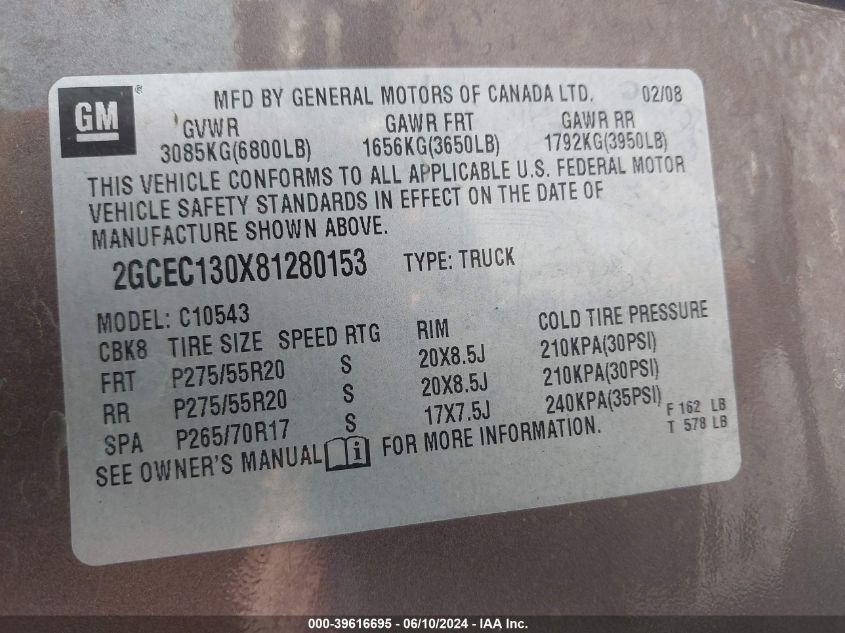 GM ®
MFD BY GENERAL MOTORS OF CANADA LTD. 02/08
GVWR GAWR FRT GAWR RR
3085KG(6800LB) 1656KG(3650LB) 1792KG(3950LB)
THIS VEHICLE CONFORMS TO ALL APPLICABLE U.S. FEDERAL MOTOR
VEHICLE SAFETY STANDARDS IN EFFECT ON THE DATE OF
MANUFACTURE SHOWN ABOVE.
2GCEC130X81280153 TYPE: TRUCK
MODEL: C10543
CBK8 TIRE SIZE SPEED RTG RIM COLD TIRE PRESSURE
FRT P275/55R20 S 20X8.5J 210KPA(30PSI)
RR P275/55R20 S 20X8.5J 210KPA(30PSI)
SPA P265/70R17 S 17X7.5J 240KPA(35PSI) F 162 LB
T 578 LB
SEE OWNER'S MANUAL i FOR MORE INFORMATION.
000-39616695 - 06/10/2024 - IAA Inc.